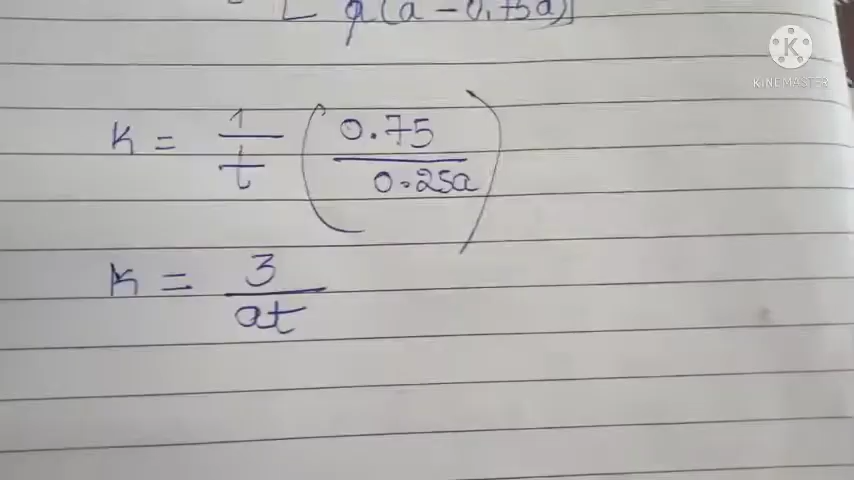 a(a - 0.75a)]
K
KINEMASTER
K = 1/t (0.75/0.25a)
K = 3/at